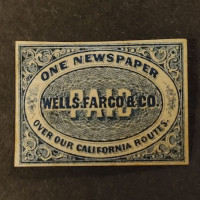 ONE NEWSPAPER
PAID
WELLS, FARGO & CO.
OVER OUR CALIFORNIA ROUTES.